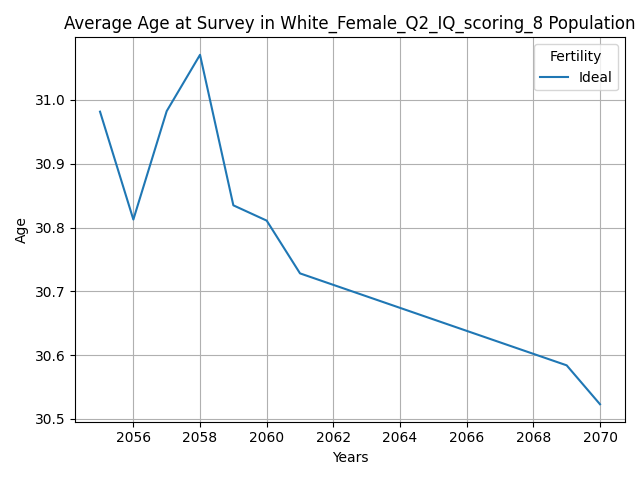 Average Age at Survey in White_Female_Q2_IQ_scoring_8 Population
Fertility
Ideal
31.0
30.9
30.8
30.7
30.6
30.5
Age
2056 2058 2060 2062 2064 2066 2068 2070
Years